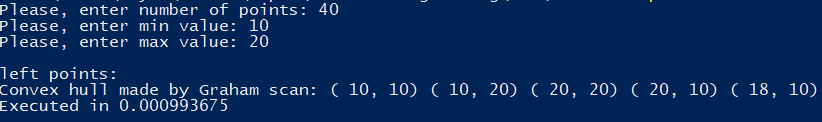 Please, enter number of points: 40
Please, enter min value: 10
Please, enter max value: 20
left points:
Convex hull made by Graham scan: ( 10, 10) ( 10, 20) ( 20, 20) ( 20, 10) ( 18, 10)
Executed in 0.000993675